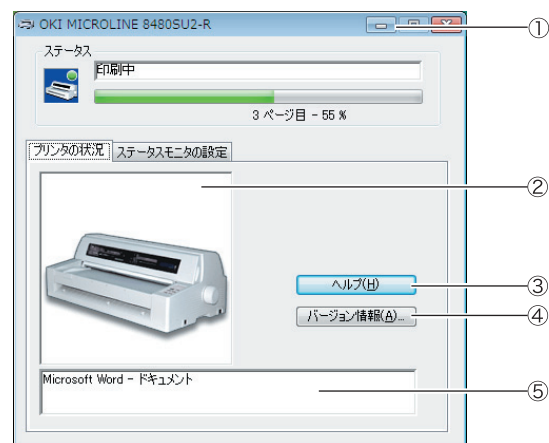 OKI MICROLINE 8480SU2-R
①
ステータス
印刷中
3 ページ目 - 55 %
プリンタの状況 ステータスモニタの設定
②
ヘルプ(H)
③
バージョン情報(A)...
④
Microsoft Word - ドキュメント
⑤